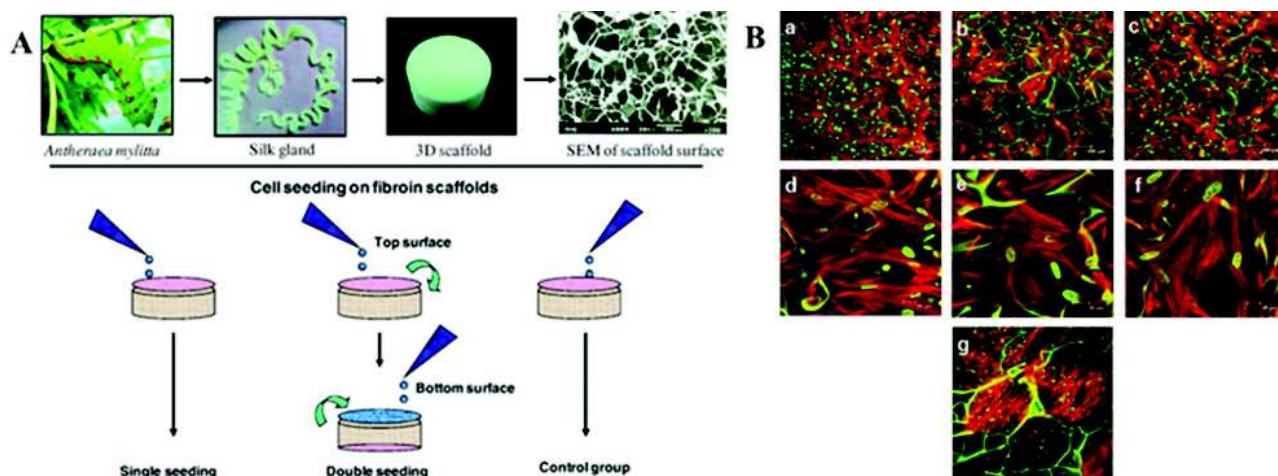 A
Antheraea mylitta
Silk gland
3D scaffold
SEM of scaffold surface
Cell seeding on fibroin scaffolds
Top surface
Bottom surface
Single seeding
Double seeding
Control group
B
a
b
c
d
e
f
g